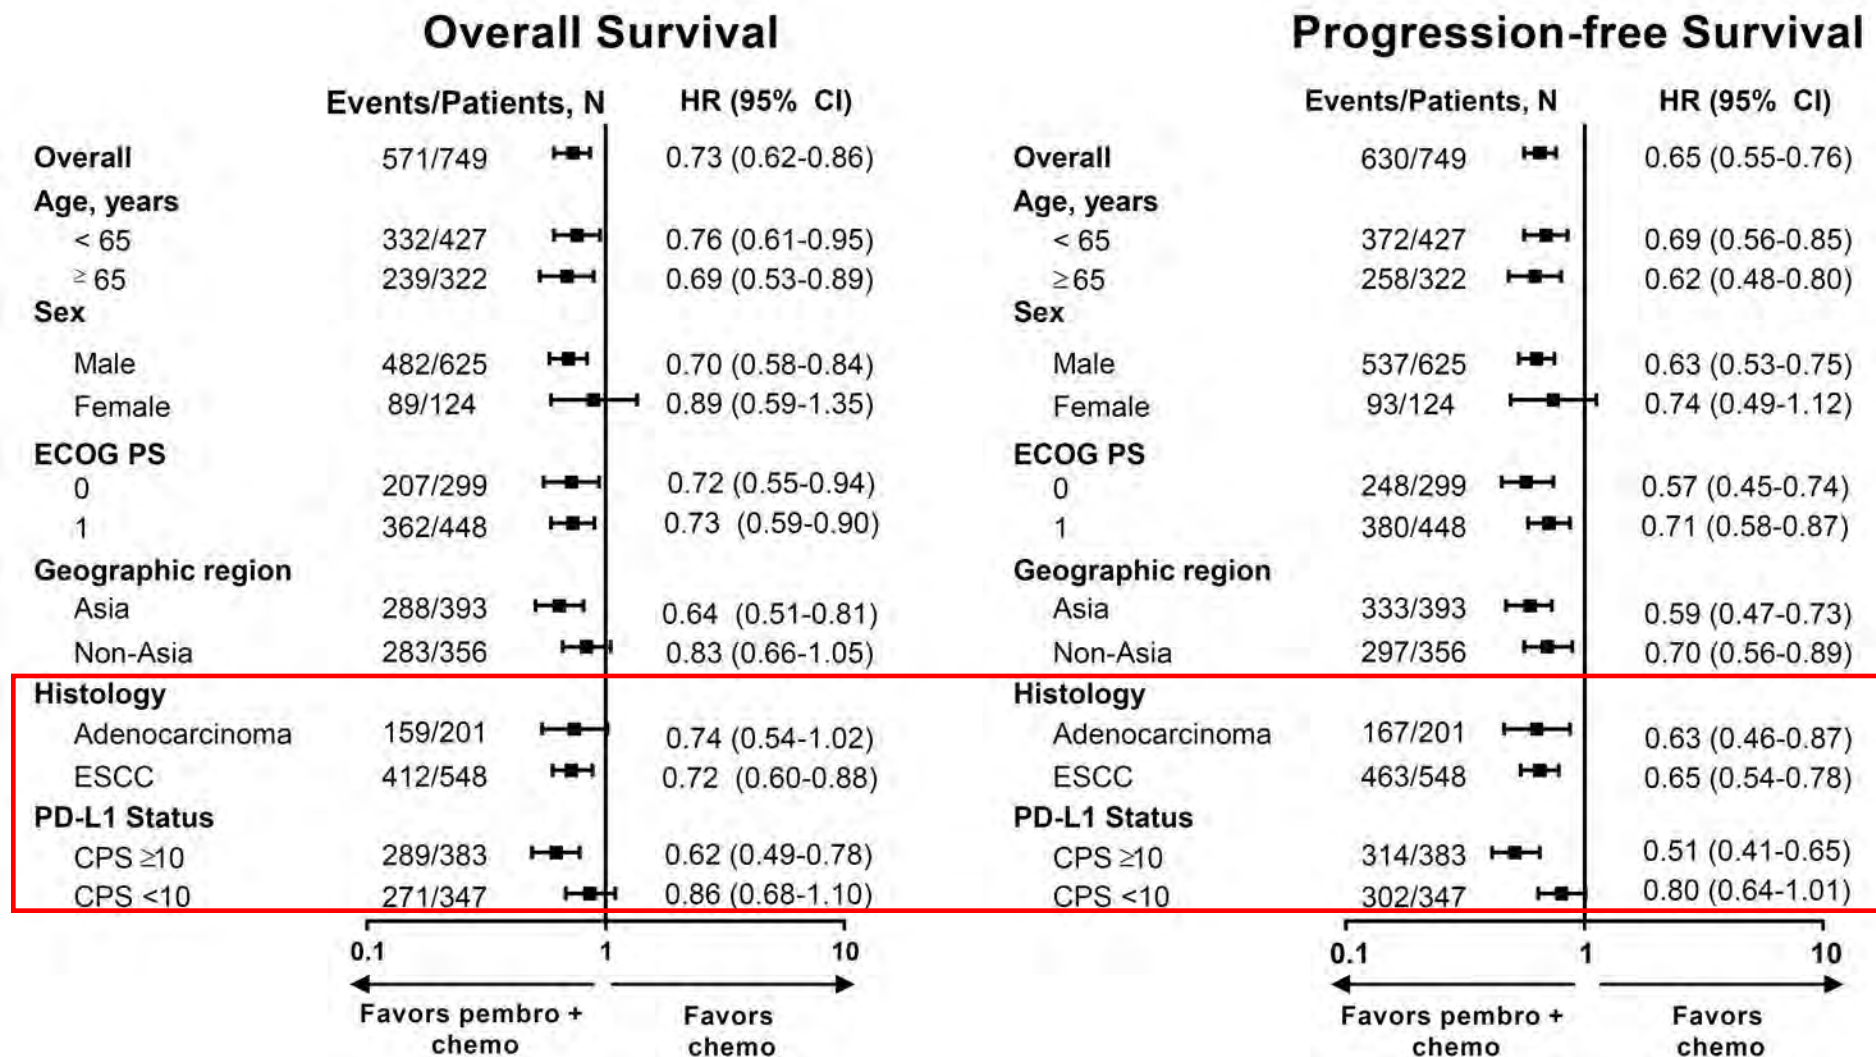 Overall Survival
Events/Patients, N HR (95% CI)
Overall 571/749 0.73 (0.62-0.86)
Age, years
< 65 332/427 0.76 (0.61-0.95)
≥ 65 239/322 0.69 (0.53-0.89)
Sex
Male 482/625 0.70 (0.58-0.84)
Female 89/124 0.89 (0.59-1.35)
ECOG PS
0 207/299 0.72 (0.55-0.94)
1 362/448 0.73 (0.59-0.90)
Geographic region
Asia 288/393 0.64 (0.51-0.81)
Non-Asia 283/356 0.83 (0.66-1.05)
Histology
Adenocarcinoma 159/201 0.74 (0.54-1.02)
ESCC 412/548 0.72 (0.60-0.88)
PD-L1 Status
CPS ≥10 289/383 0.62 (0.49-0.78)
CPS <10 271/347 0.86 (0.68-1.10)
0.1 1 10
Favors pembro + Favors
chemo chemo
Progression-free Survival
Events/Patients, N HR (95% CI)
Overall 630/749 0.65 (0.55-0.76)
Age, years
< 65 372/427 0.69 (0.56-0.85)
≥65 258/322 0.62 (0.48-0.80)
Sex
Male 537/625 0.63 (0.53-0.75)
Female 93/124 0.74 (0.49-1.12)
ECOG PS
0 248/299 0.57 (0.45-0.74)
1 380/448 0.71 (0.58-0.87)
Geographic region
Asia 333/393 0.59 (0.47-0.73)
Non-Asia 297/356 0.70 (0.56-0.89)
Histology
Adenocarcinoma 167/201 0.63 (0.46-0.87)
ESCC 463/548 0.65 (0.54-0.78)
PD-L1 Status
CPS ≥10 314/383 0.51 (0.41-0.65)
CPS <10 302/347 0.80 (0.64-1.01)
0.1 1 10
Favors pembro + Favors
chemo chemo